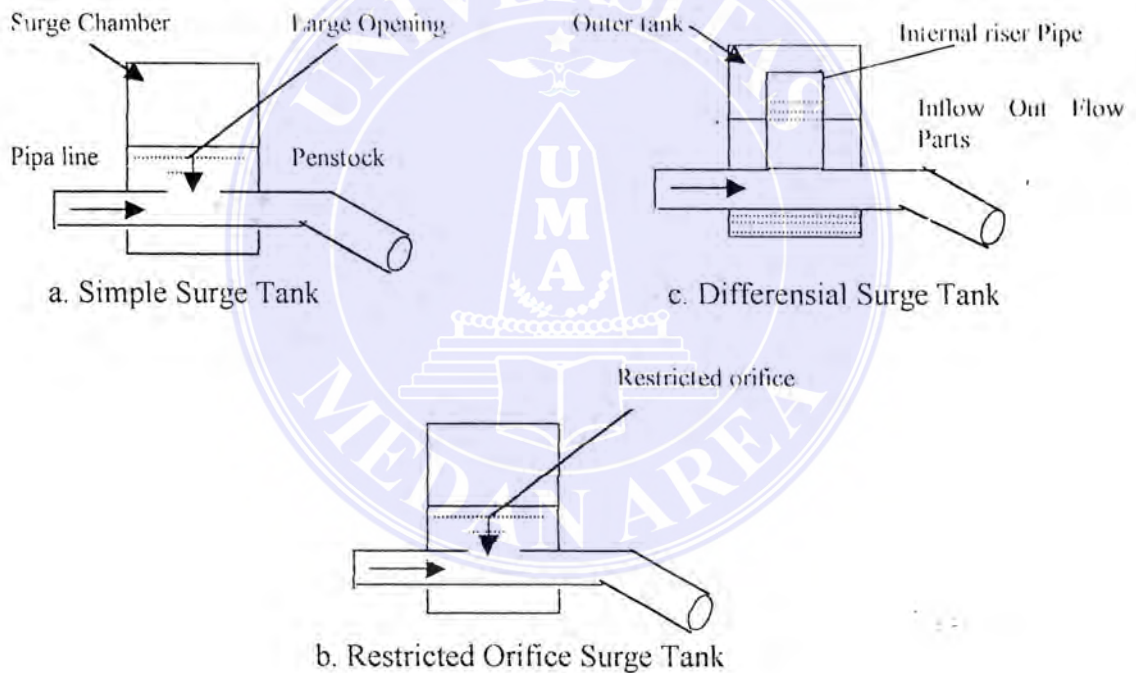 Surge Chamber
Large Opening
Pipa line
Penstock
a. Simple Surge Tank
Outer tank
Internal riser Pipe
Inflow Out Flow
Parts
c. Differensial Surge Tank
Restricted orifice
b. Restricted Orifice Surge Tank
UNIVERSITAS
MEDAN AREA
UMA